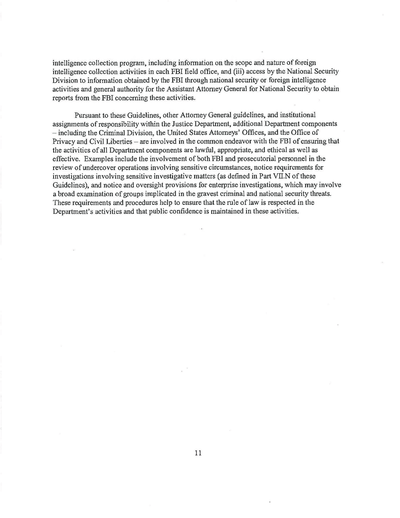 intelligence collection program, including information on the scope and nature of foreign
intelligence collection activities in each FBI field office, and (iii) access by the National Security
Division to information obtained by the FBI through national security or foreign intelligence
activities and general authority for the Assistant Attorney General for National Security to obtain
reports from the FBI concerning these activities.
Pursuant to these Guidelines, other Attorney General guidelines, and institutional
assignments of responsibility within the Justice Department, additional Department components
– including the Criminal Division, the United States Attorneys' Offices, and the Office of
Privacy and Civil Liberties – are involved in the common endeavor with the FBI of ensuring that
the activities of all Department components are lawful, appropriate, and ethical as well as
effective. Examples include the involvement of both FBI and prosecutorial personnel in the
review of undercover operations involving sensitive circumstances, notice requirements for
investigations involving sensitive investigative matters (as defined in Part VII.N of these
Guidelines), and notice and oversight provisions for enterprise investigations, which may involve
a broad examination of groups implicated in the gravest criminal and national security threats.
These requirements and procedures help to ensure that the rule of law is respected in the
Department's activities and that public confidence is maintained in these activities.
11